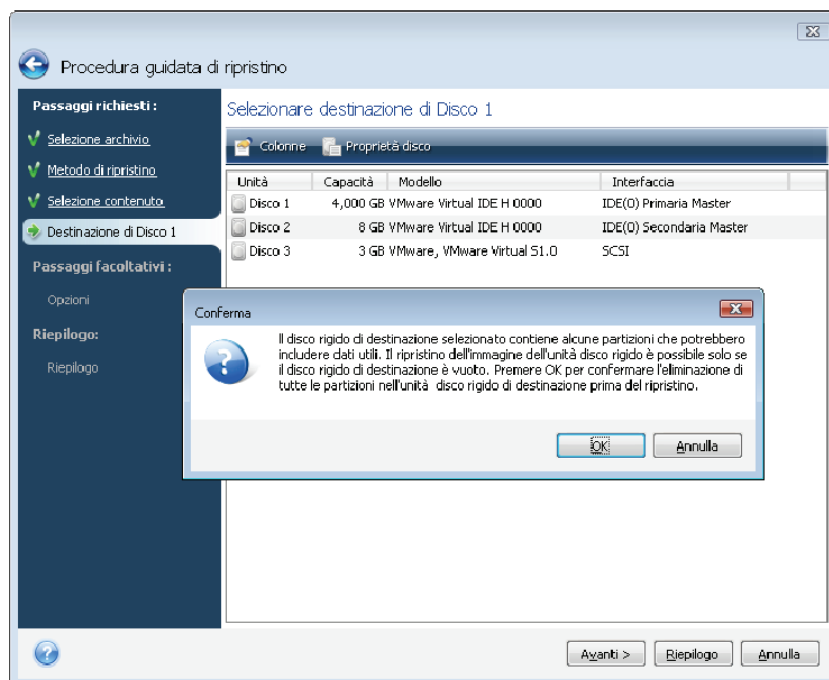 Procedura guidata di ripristino
Passaggi richiesti :
Selezione archivio
Metodo di ripristino
Selezione contenuto
Destinazione di Disco 1
Passaggi facoltativi :
Opzioni
Riepilogo:
Riepilogo
Selezionare destinazione di Disco 1
Colonne Proprietà disco
Unità Capacità Modello Interfaccia
Disco 1 4,000 GB VMware Virtual IDE H 0000 IDE(0) Primaria Master
Disco 2 8 GB VMware Virtual IDE H 0000 IDE(0) Secondaria Master
Disco 3 3 GB VMware, VMware Virtual S1.0 SCSI
Conferma
Il disco rigido di destinazione selezionato contiene alcune partizioni che potrebbero
includere dati utili. Il ripristino dell'immagine dell'unità disco rigido è possibile solo se
il disco rigido di destinazione è vuoto. Premere OK per confermare l'eliminazione di
tutte le partizioni nell'unità disco rigido di destinazione prima del ripristino.
OK Annulla
Avanti > Riepilogo Annulla